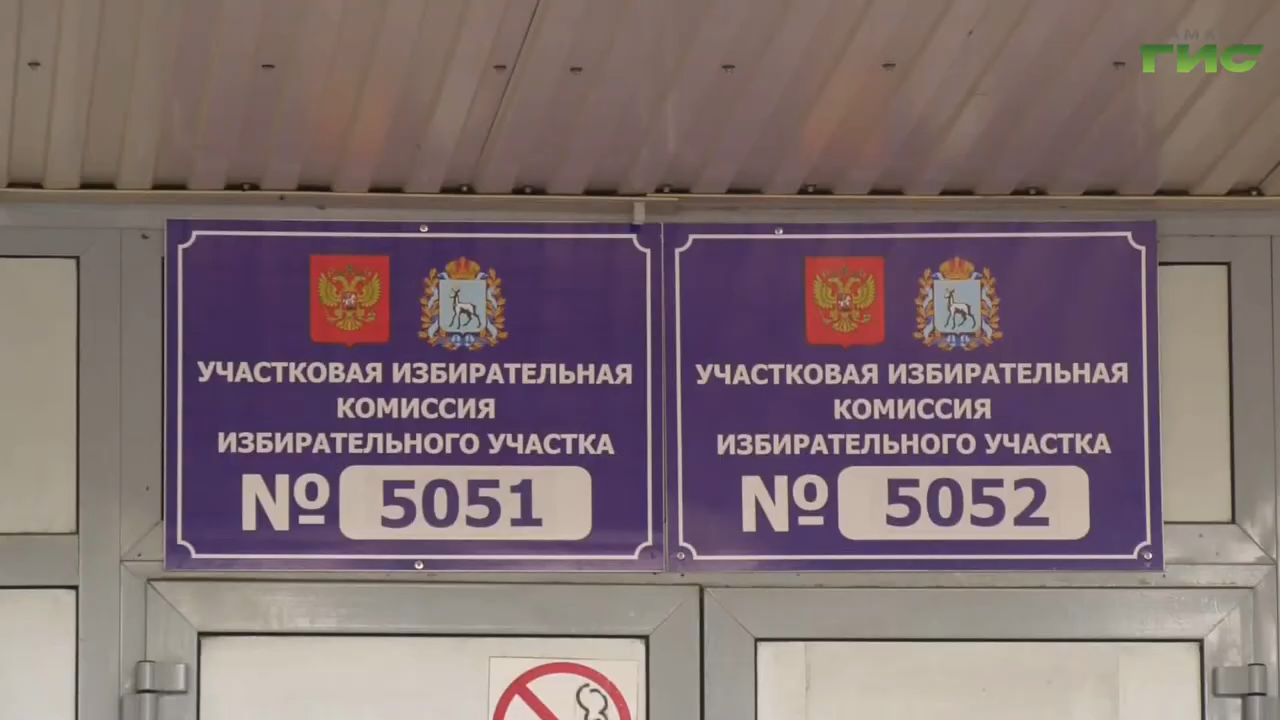 ГИС
УЧАСТКОВАЯ ИЗБИРАТЕЛЬНАЯ
КОМИССИЯ
ИЗБИРАТЕЛЬНОГО УЧАСТКА
№ 5051
УЧАСТКОВАЯ ИЗБИРАТЕЛЬНАЯ
КОМИССИЯ
ИЗБИРАТЕЛЬНОГО УЧАСТКА
№ 5052